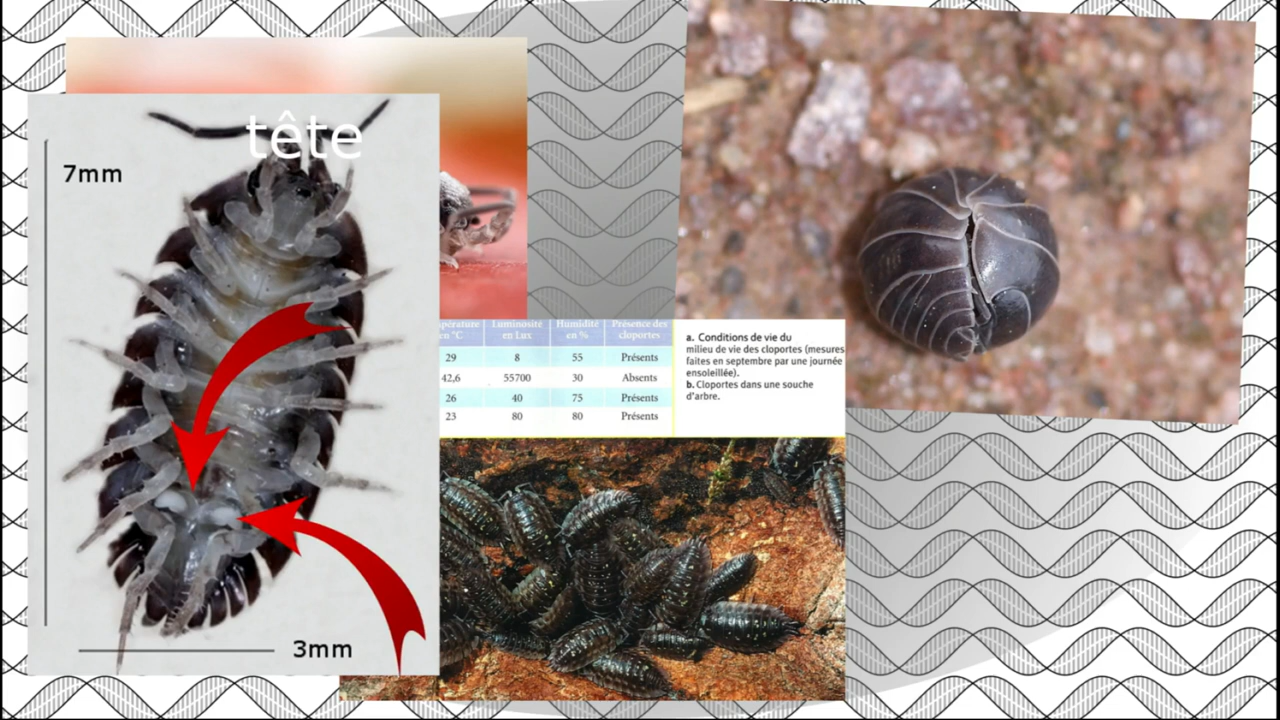 tête
7mm
3mm
en °C
Luminosité
en Lux
Humidité
en %
Présence des
cloportes
29 8 55 Présents
42,6 55700 30 Absents
26 40 75 Présents
23 80 80 Présents
a. Conditions de vie du
milieu de vie des cloportes (mesures
faites en septembre par une journée
ensoleillée).
b. Cloportes dans une souche
d'arbre.